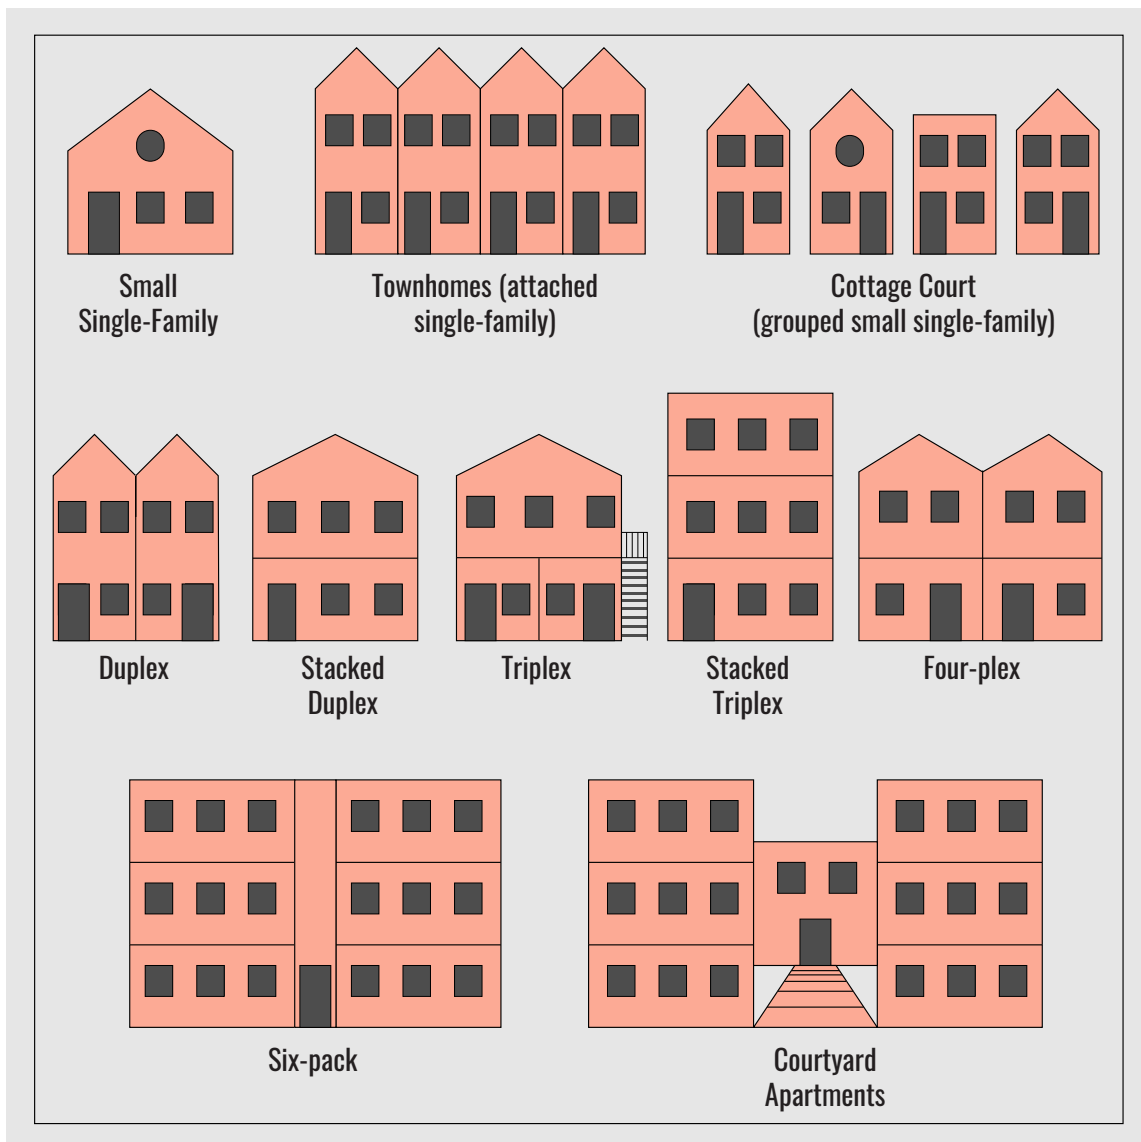 Small
Single-Family
Townhomes (attached
single-family)
Cottage Court
(grouped small single-family)
Duplex
Stacked
Duplex
Triplex
Stacked
Triplex
Four-plex
Six-pack
Courtyard
Apartments